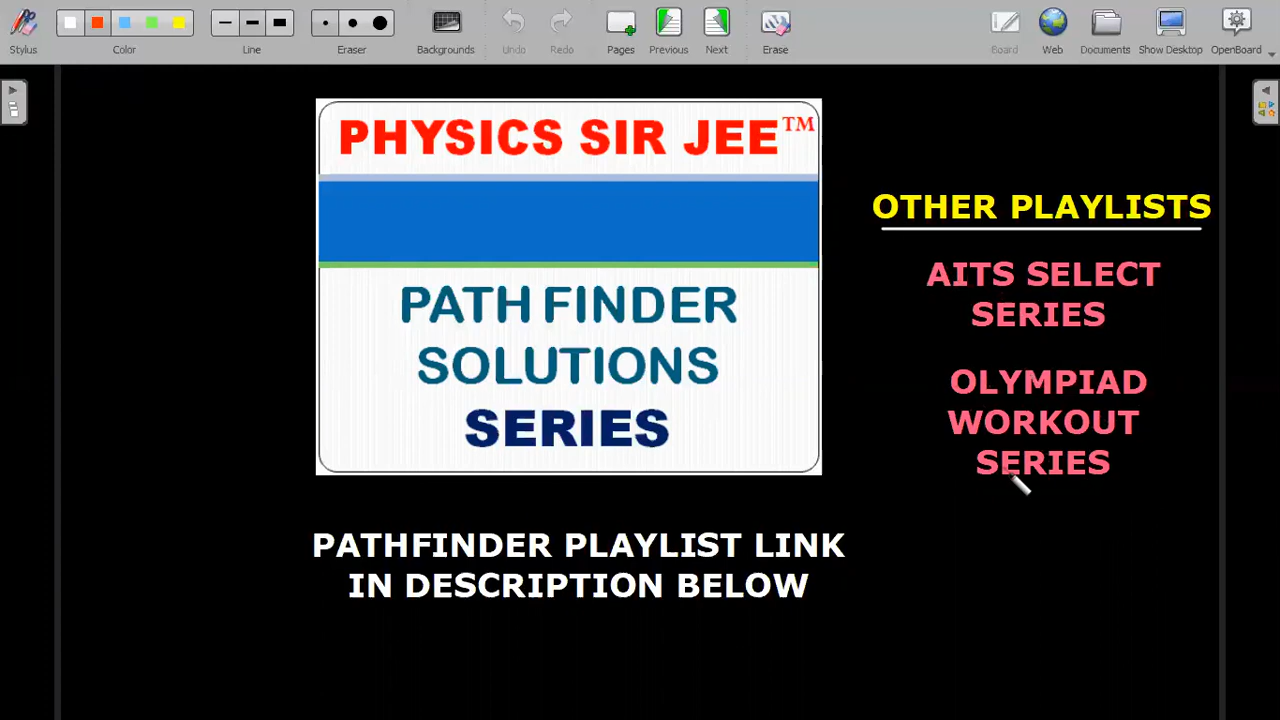 Stylus
Color
Line
Eraser
Backgrounds
Undo
Redo
Pages
Previous
Next
Erase
Board
Web
Documents
Show Desktop
OpenBoard
PHYSICS SIR JEE™
PATH FINDER
SOLUTIONS
SERIES
OTHER PLAYLISTS
AITS SELECT
SERIES
OLYMPIAD
WORKOUT
SERIES
PATHFINDER PLAYLIST LINK
IN DESCRIPTION BELOW